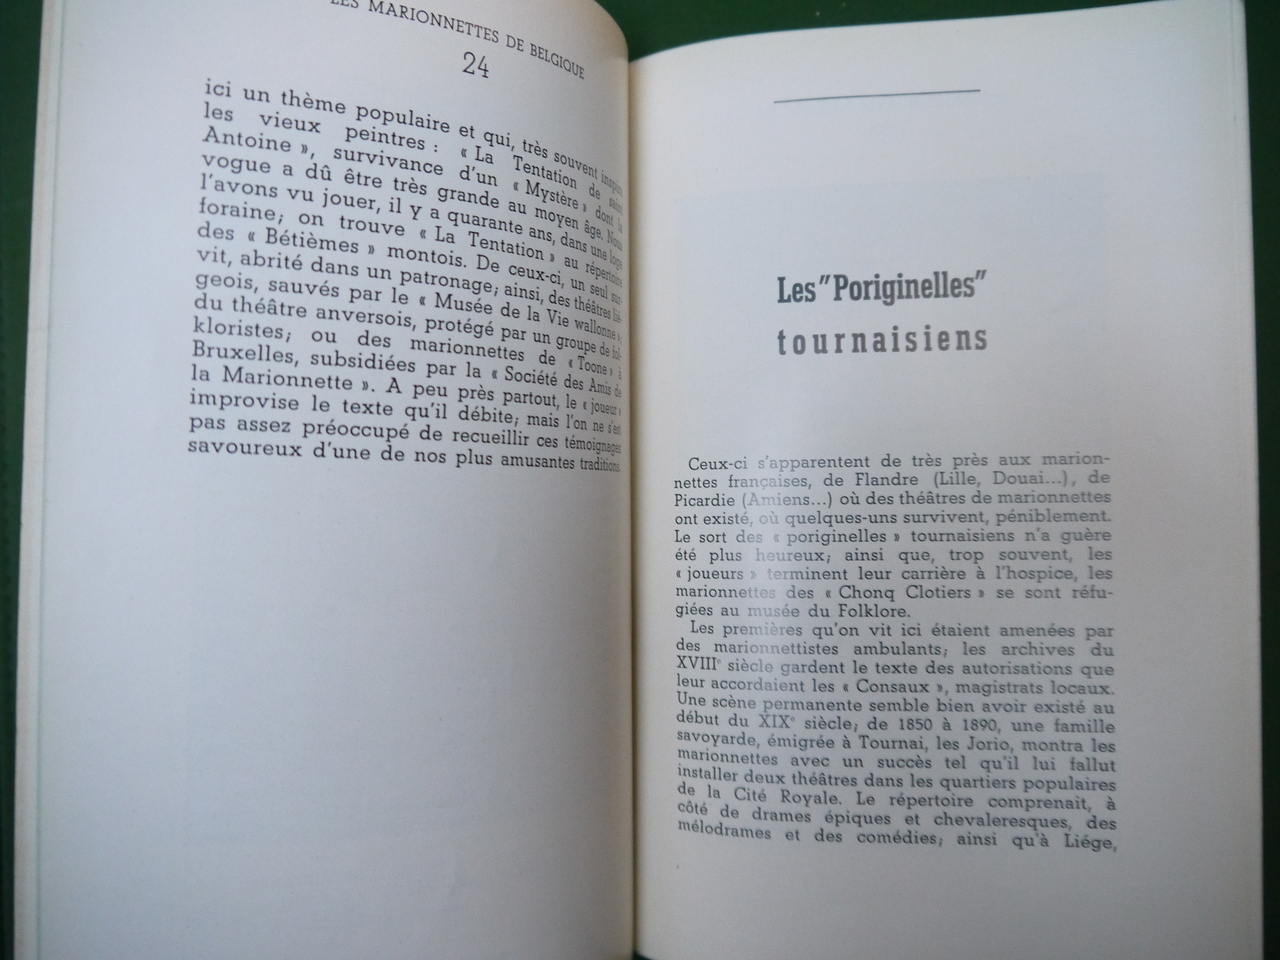 LES MARIONNETTES DE BELGIQUE
24
ici un thème populaire et qui, très souvent inspira
les vieux peintres : « La Tentation de saint
Antoine », survivance d'un « Mystère » dont la
vogue a dû être très grande au moyen âge. Nous
l'avons vu jouer, il y a quarante ans, dans une loge
foraine; on trouve « La Tentation » au répertoire
des « Bétièmes » montois. De ceux-ci, un seul sur-
vit, abrité dans un patronage; ainsi, des théâtres lié-
geois, sauvés par le « Musée de la Vie wallonne »;
du théâtre anversois, protégé par un groupe de fol-
kloristes; ou des marionnettes de « Toone » à
Bruxelles, subsidiées par la « Société des Amis de
la Marionnette ». A peu près partout, le « joueur »
improvise le texte qu'il débite; mais l'on ne s'est
pas assez préoccupé de recueillir ces témoignages
savoureux d'une de nos plus amusantes traditions.
Les "Poriginelles"
tournaisiens
Ceux-ci s'apparentent de très près aux marion-
nettes françaises, de Flandre (Lille, Douai...), de
Picardie (Amiens...) où des théâtres de marionnettes
ont existé, où quelques-uns survivent, péniblement.
Le sort des « poriginelles » tournaisiens n'a guère
été plus heureux; ainsi que, trop souvent, les
« joueurs » terminent leur carrière à l'hospice, les
marionnettes des « Chonq Clotiers » se sont réfu-
giées au musée du Folklore.
Les premières qu'on vit ici étaient amenées par
des marionnettistes ambulants; les archives du
XVIIIe siècle gardent le texte des autorisations que
leur accordaient les « Consaux », magistrats locaux.
Une scène permanente semble bien avoir existé au
début du XIXe siècle; de 1850 à 1890, une famille
savoyarde, émigrée à Tournai, les Jorio, montra les
marionnettes avec un succès tel qu'il lui fallut
installer deux théâtres dans les quartiers populaires
de la Cité Royale. Le répertoire comprenait, à
côté de drames épiques et chevaleresques, des
mélodrames et des comédies; ainsi qu'à Liége,